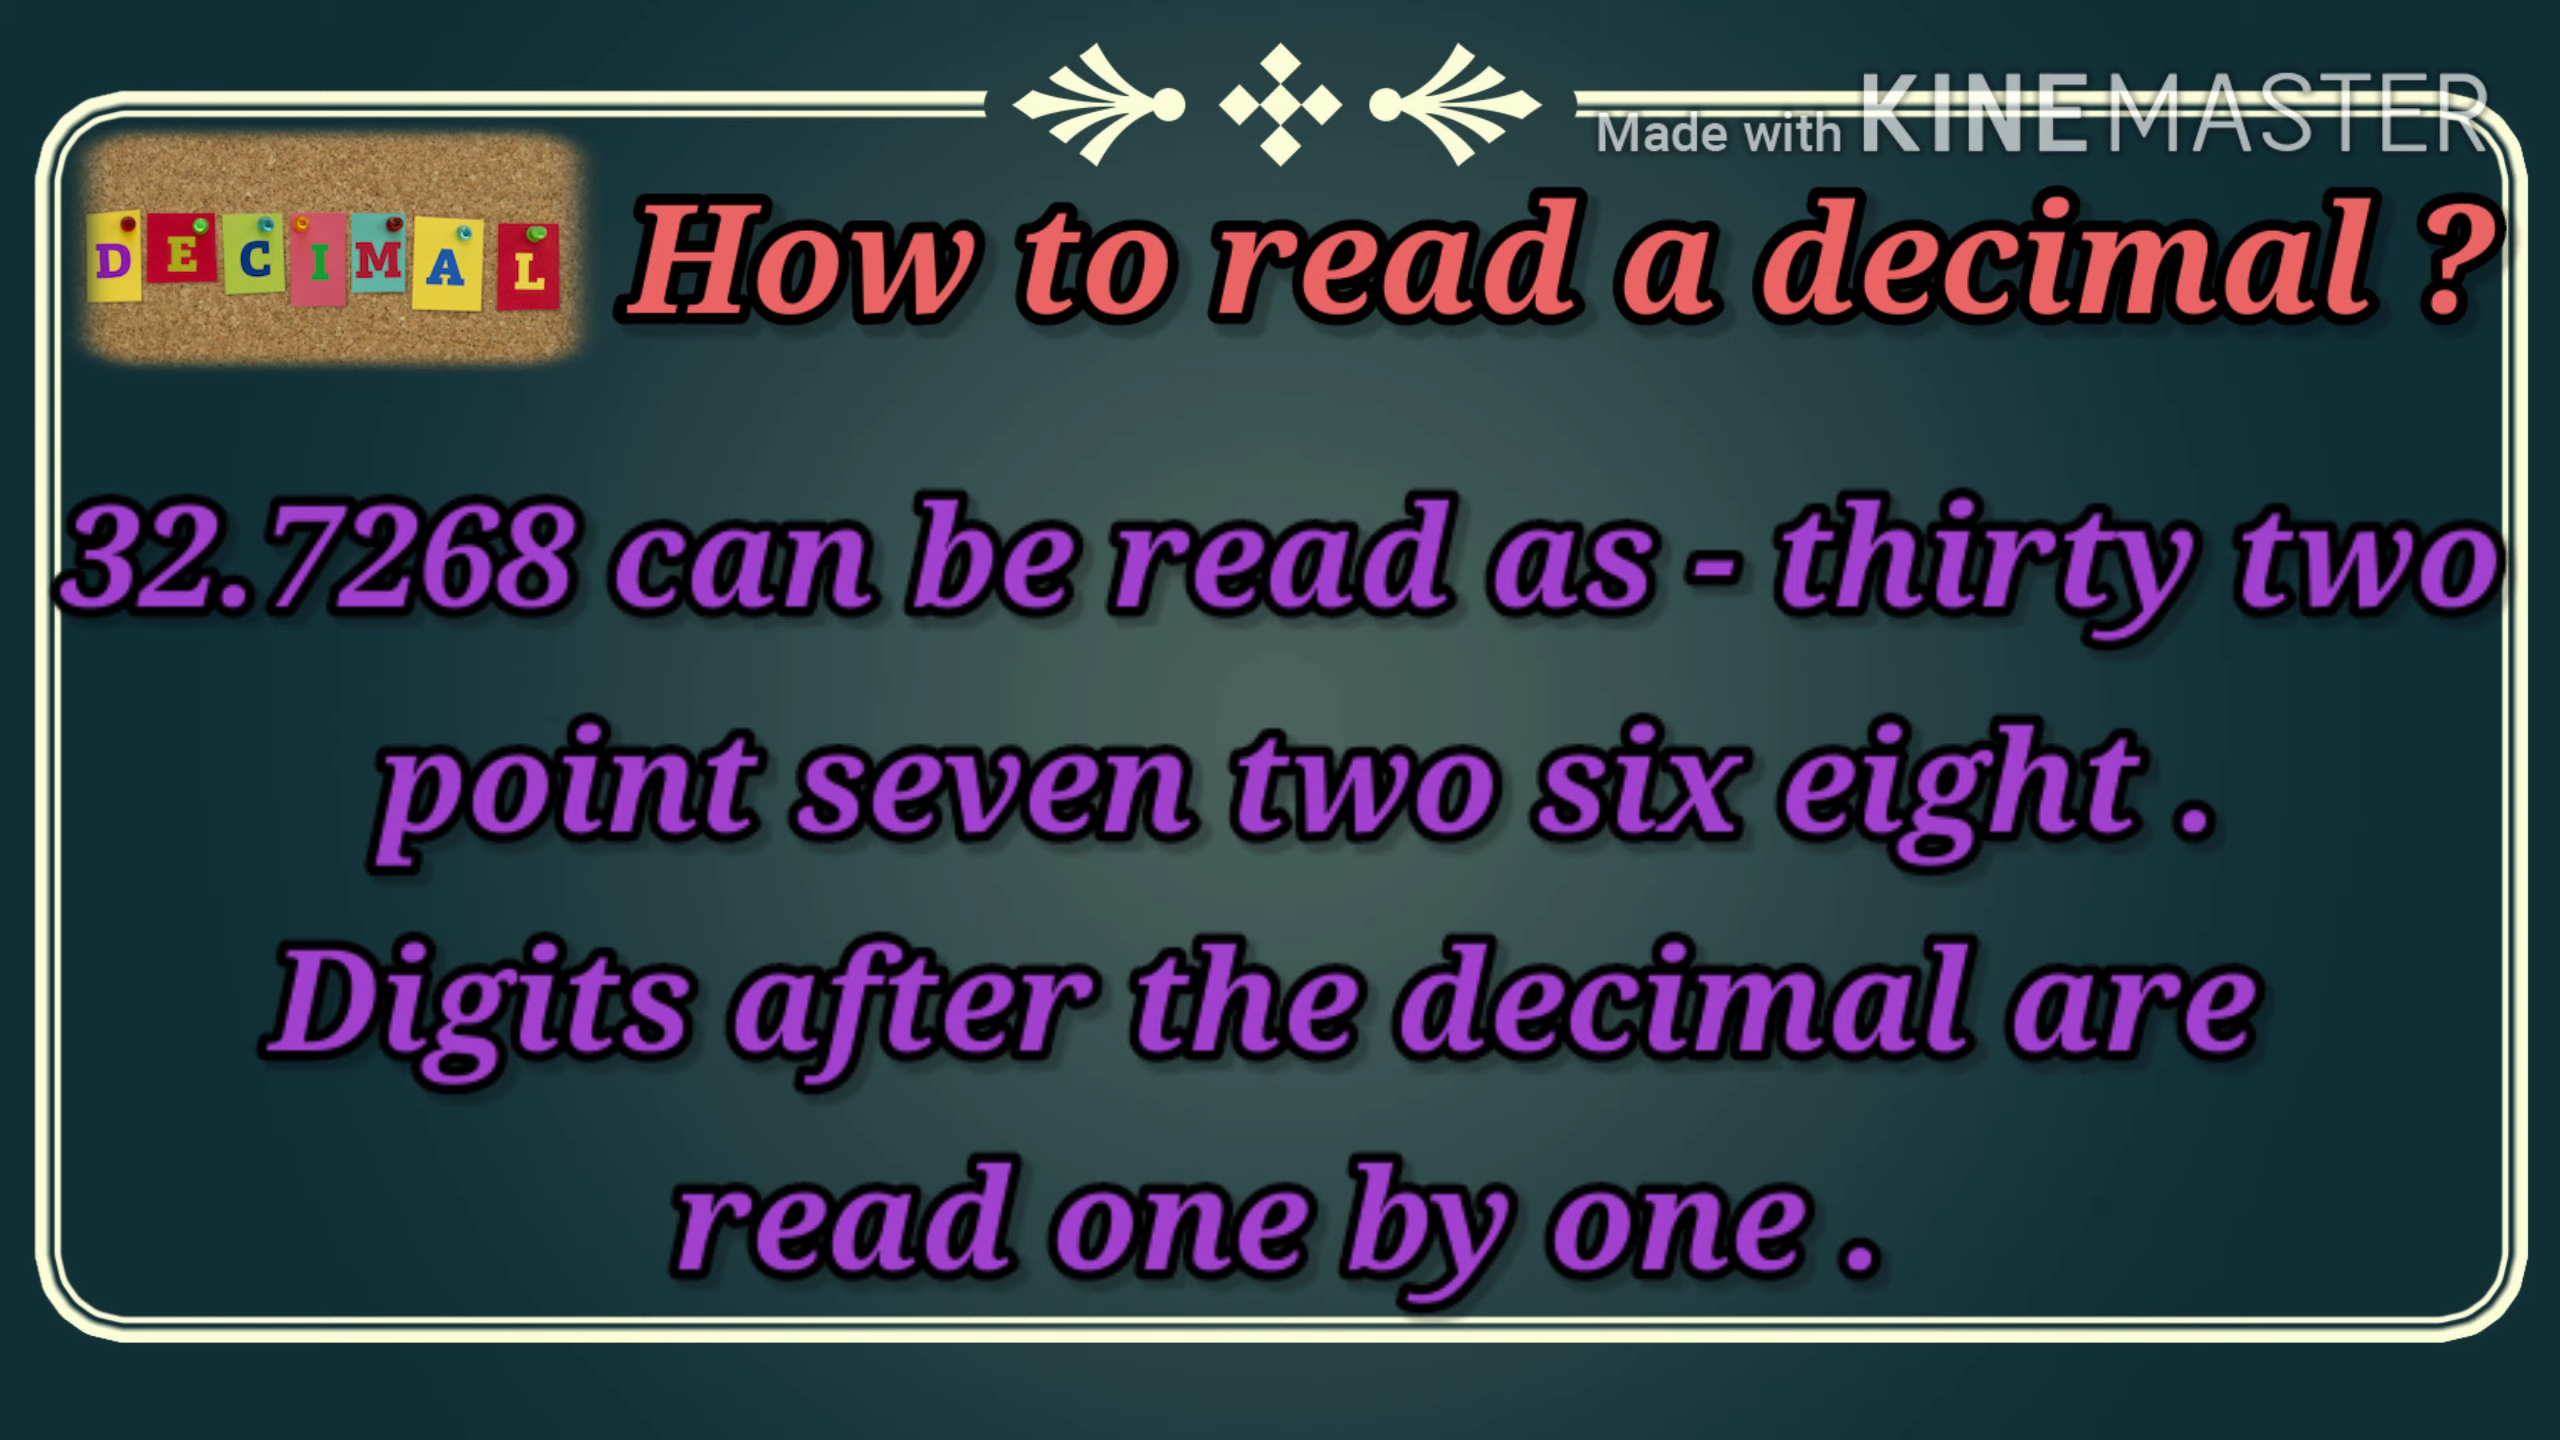 Made with KINEMASTER
DECIMAL
How to read a decimal ?
32.7268 can be read as - thirty two
point seven two six eight .
Digits after the decimal are
read one by one .